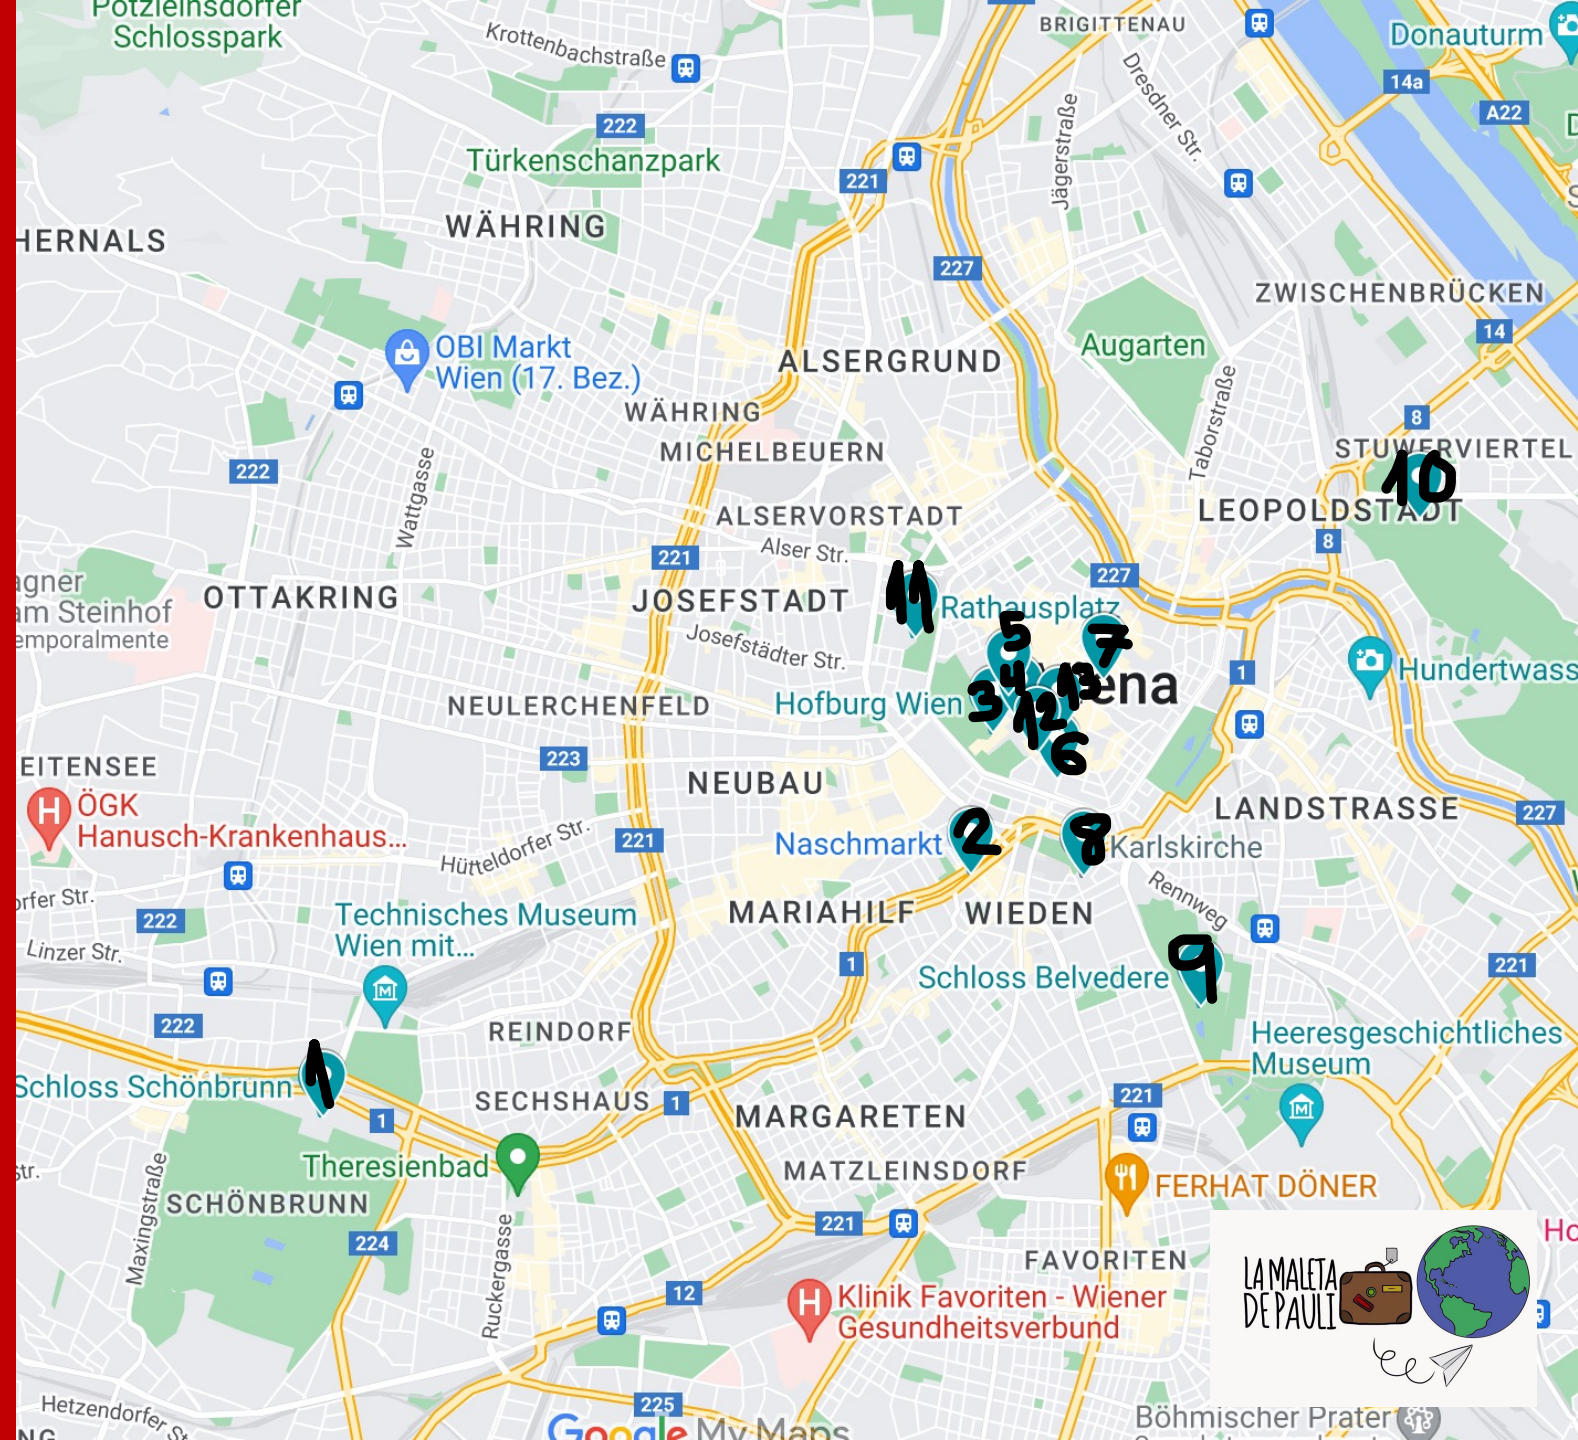 Pötzleinsdorfer
Schlosspark
Krottenbachstraße
BRIGITTENAU
Donauturm
14a
A22
Dresdner Str.
Jägerstraße
222
Türkenschanzpark
221
WÄHRING
HERNALS
227
ZWISCHENBRÜCKEN
14
OBI Markt
Wien (17. Bez.)
ALSERGRUND
Augarten
Taborstraße
WÄHRING
MICHELBEUERN
8
STUWERVIERTEL
222
Wattgasse
10
LEOPOLDSTADT
ALSERVORSTADT
Alser Str.
8
221
227
agner
am Steinhof
emporalmente
OTTAKRING
JOSEFSTADT
11
Rathausplatz
Josefstädter Str.
5
7
4
13
3
12
6
ena
1
Hundertwass
NEULERCHENFELD
Hofburg Wien
223
EITENSEE
ÖGK
Hanusch-Krankenhaus...
NEUBAU
LANDSTRASSE
227
Hütteldorfer Str.
221
Naschmarkt
2
8
Karlskirche
Rennweg
orfer Str.
222
Linzer Str.
Technisches Museum
Wien mit...
MARIAHILF
WIEDEN
1
9
Schloss Belvedere
221
222
REINDORF
Heeresgeschichtliches
Museum
Schloss Schönbrunn
1
1
SECHSHAUS
1
221
MARGARETEN
Theresienbad
MATZLEINSDORF
FERHAT DÖNER
str.
Maxingstraße
SCHÖNBRUNN
224
Ruckergasse
221
FAVORITEN
Ho
12
Klinik Favoriten - Wiener
Gesundheitsverbund
LA MALETA
DE PAULI
225
Hetzendorfer St
NG
Google My Maps
Böhmischer Prater